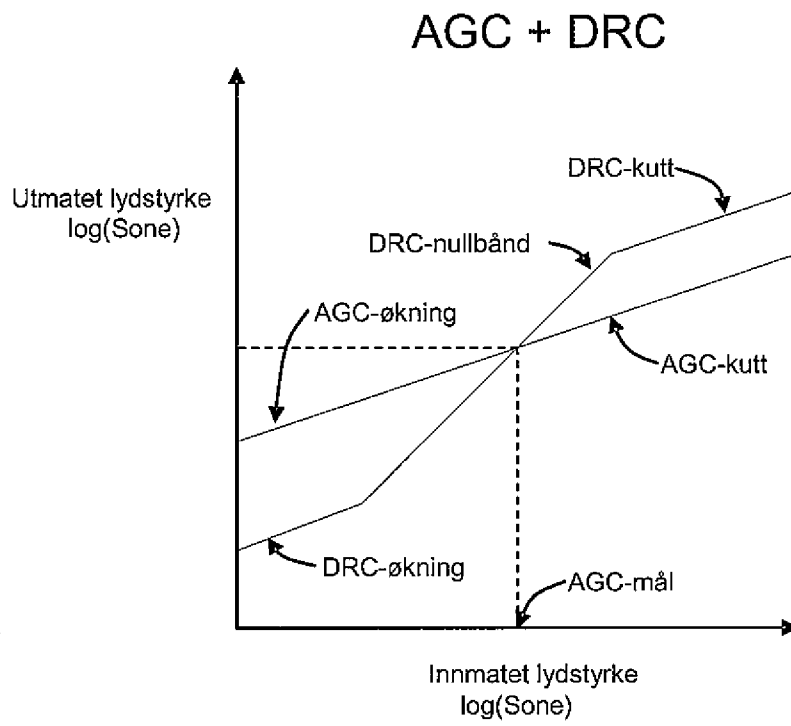 AGC + DRC
DRC-kutt
Utmatet lydstyrke
log(Sone)
DRC-nullbånd
AGC-økning
AGC-kutt
DRC-økning
AGC-mål
Innmatet lydstyrke
log(Sone)